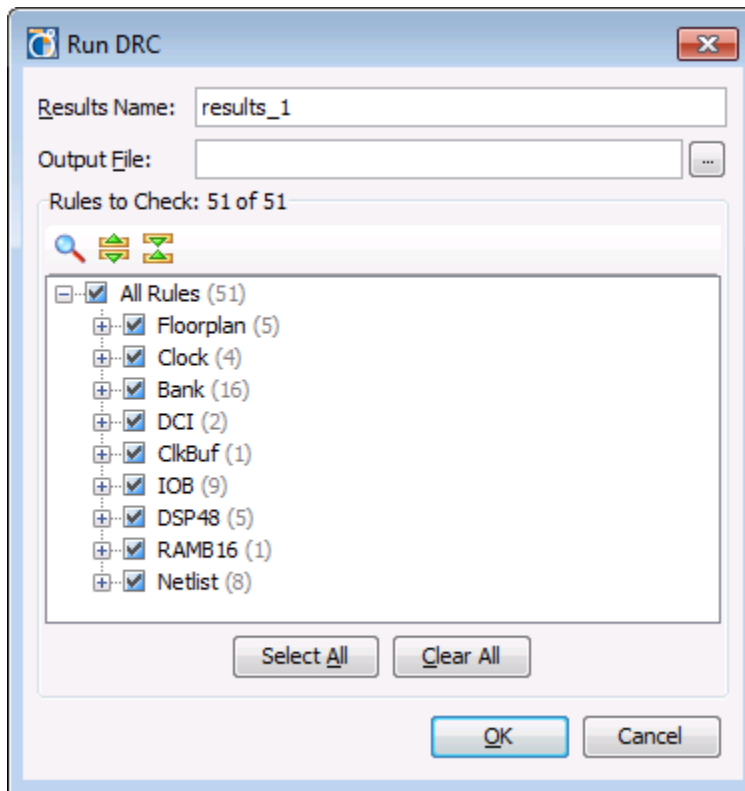 Run DRC
Results Name: results_1
Output File: ...
Rules to Check: 51 of 51
All Rules (51)
Floorplan (5)
Clock (4)
Bank (16)
DCI (2)
ClkBuf (1)
IOB (9)
DSP48 (5)
RAMB16 (1)
Netlist (8)
Select All Clear All
OK Cancel